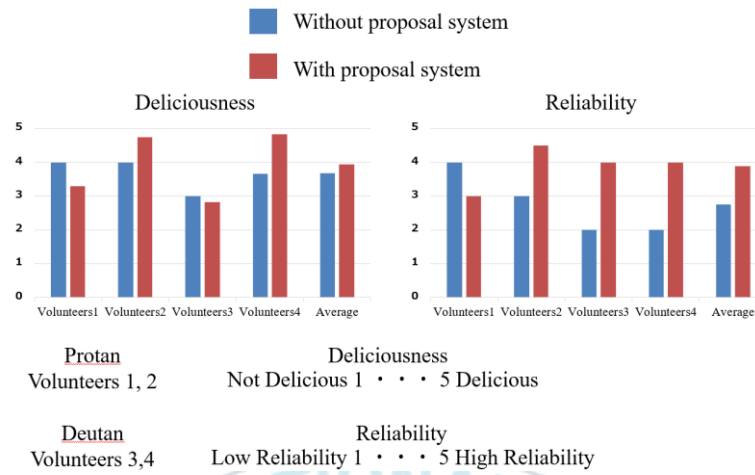 Without proposal system
With proposal system
Deliciousness
5
4
3
2
1
0
Volunteers1 Volunteers2 Volunteers3 Volunteers4 Average
Reliability
5
4
3
2
1
0
Volunteers1 Volunteers2 Volunteers3 Volunteers4 Average
Protan
Volunteers 1, 2
Deliciousness
Not Delicious 1 ・ ・ ・ 5 Delicious
Deutan
Volunteers 3,4
Reliability
Low Reliability 1 ・ ・ ・ 5 High Reliability